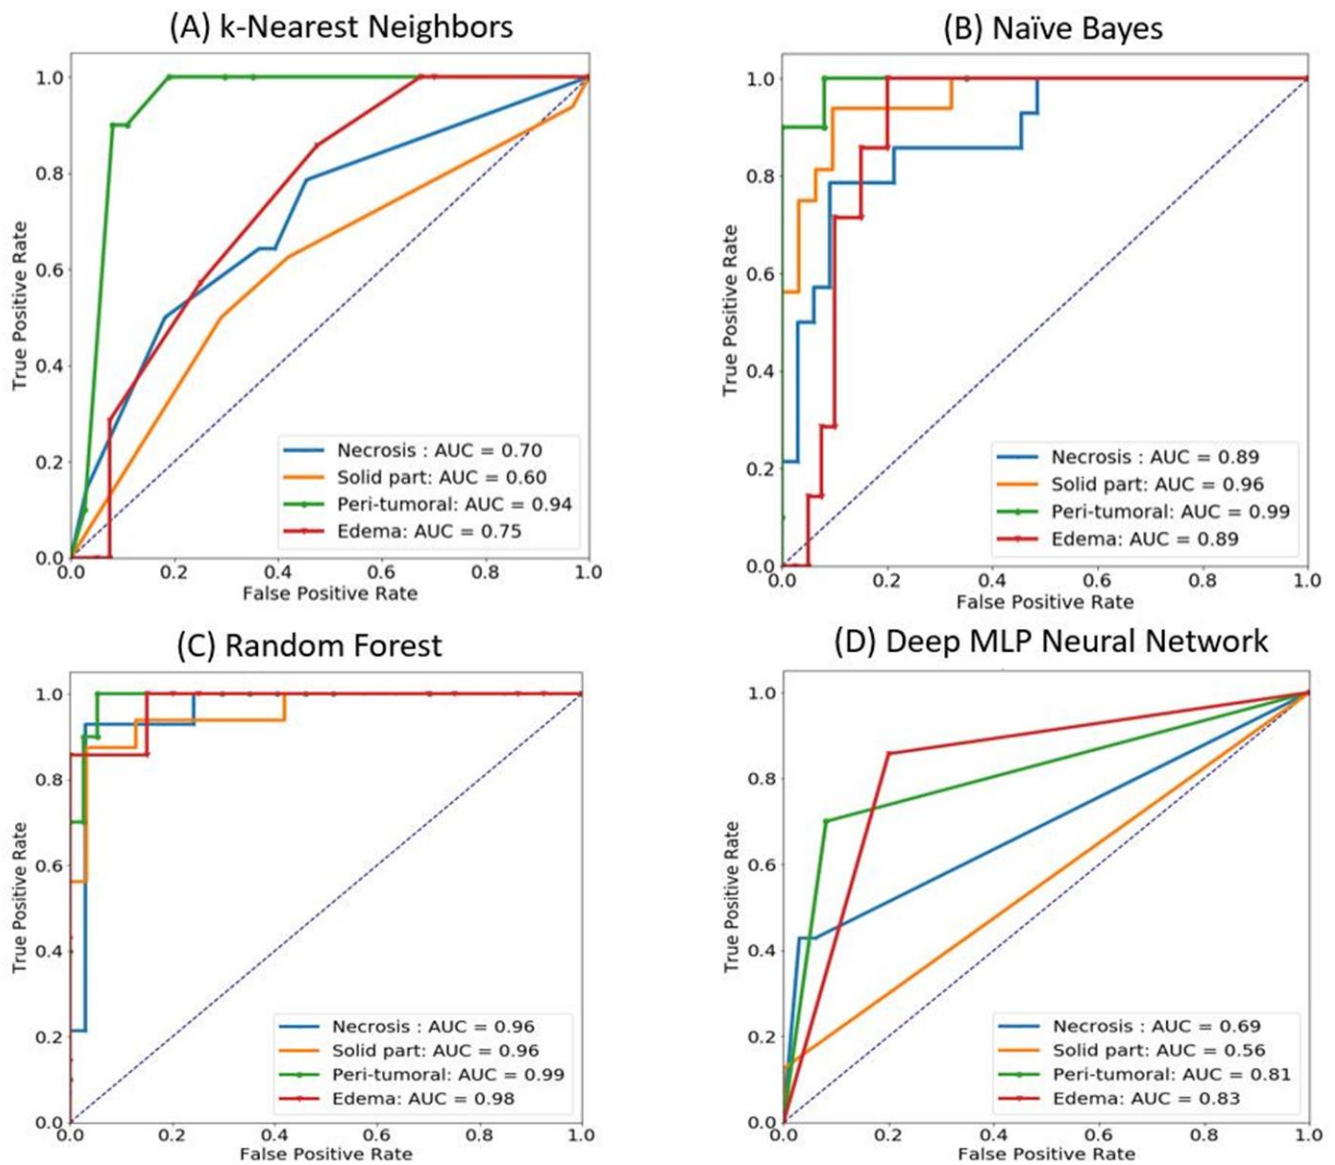 (A) k-Nearest Neighbors
1.0
0.8
0.6
0.4
0.2
0.0
True Positive Rate
Necrosis : AUC = 0.70
Solid part: AUC = 0.60
Peri-tumoral: AUC = 0.94
Edema: AUC = 0.75
0.0 0.2 0.4 0.6 0.8 1.0
False Positive Rate
(B) Naïve Bayes
1.0
0.8
0.6
0.4
0.2
0.0
True Positive Rate
Necrosis : AUC = 0.89
Solid part: AUC = 0.96
Peri-tumoral: AUC = 0.99
Edema: AUC = 0.89
0.0 0.2 0.4 0.6 0.8 1.0
False Positive Rate
(C) Random Forest
1.0
0.8
0.6
0.4
0.2
0.0
True Positive Rate
Necrosis : AUC = 0.96
Solid part: AUC = 0.96
Peri-tumoral: AUC = 0.99
Edema: AUC = 0.98
0.0 0.2 0.4 0.6 0.8 1.0
False Positive Rate
(D) Deep MLP Neural Network
1.0
0.8
0.6
0.4
0.2
0.0
True Positive Rate
Necrosis : AUC = 0.69
Solid part: AUC = 0.56
Peri-tumoral: AUC = 0.81
Edema: AUC = 0.83
0.0 0.2 0.4 0.6 0.8 1.0
False Positive Rate